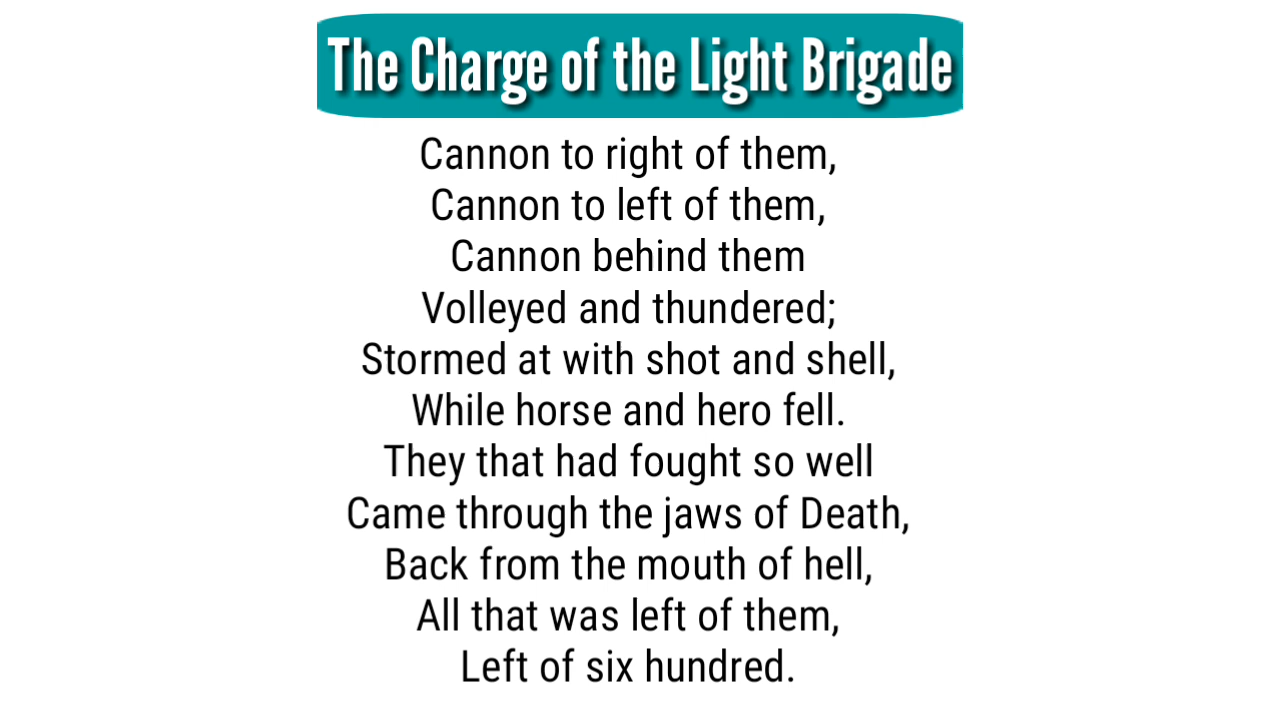 The Charge of the Light Brigade
Cannon to right of them,
Cannon to left of them,
Cannon behind them
Volleyed and thundered;
Stormed at with shot and shell,
While horse and hero fell.
They that had fought so well
Came through the jaws of Death,
Back from the mouth of hell,
All that was left of them,
Left of six hundred.